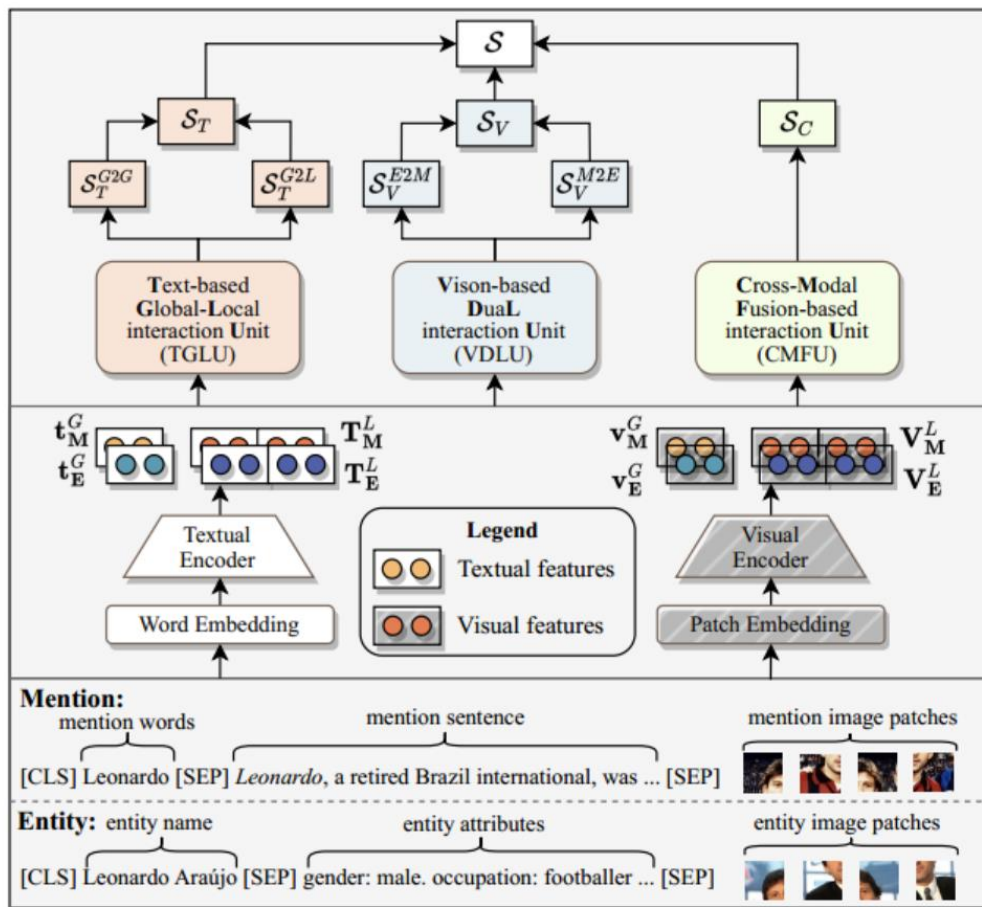 S
S_T S_V S_C
S_T^{G2G} S_T^{G2L} S_V^{E2M} S_V^{M2E}
Text-based
Global-Local
interaction Unit
(TGLU)
Vison-based
DuaL
interaction Unit
(VDLU)
Cross-Modal
Fusion-based
interaction Unit
(CMFU)
t_M^G T_M^L
t_E^G T_E^L
v_M^G V_M^L
v_E^G V_E^L
Textual
Encoder
Word Embedding
Legend
Textual features
Visual features
Visual
Encoder
Patch Embedding
Mention:
mention words mention sentence mention image patches
[CLS] Leonardo [SEP] Leonardo, a retired Brazil international, was ... [SEP]
Entity: entity name entity attributes entity image patches
[CLS] Leonardo Araújo [SEP] gender: male. occupation: footballer ... [SEP]